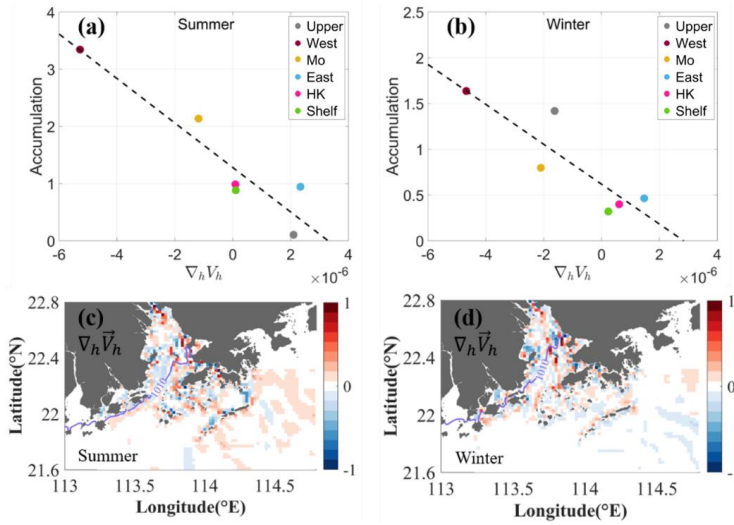 (a)
Summer
Upper
West
Mo
East
HK
Shelf
Accumulation
4
3
2
1
0
-6
-4
-2
0
2
4
∇hVh
×10-6
(b)
Winter
Upper
West
Mo
East
HK
Shelf
Accumulation
2.5
2
1.5
1
0.5
0
-6
-4
-2
0
2
4
∇hVh
×10-6
(c)
∇hVh
Summer
Latitude(°N)
22.8
22.4
22
21.6
113
113.5
114
114.5
Longitude(°E)
1
0
-1
(d)
∇hVh
Winter
Latitude(°N)
22.8
22.4
22
21.6
113
113.5
114
114.5
Longitude(°E)
1
0